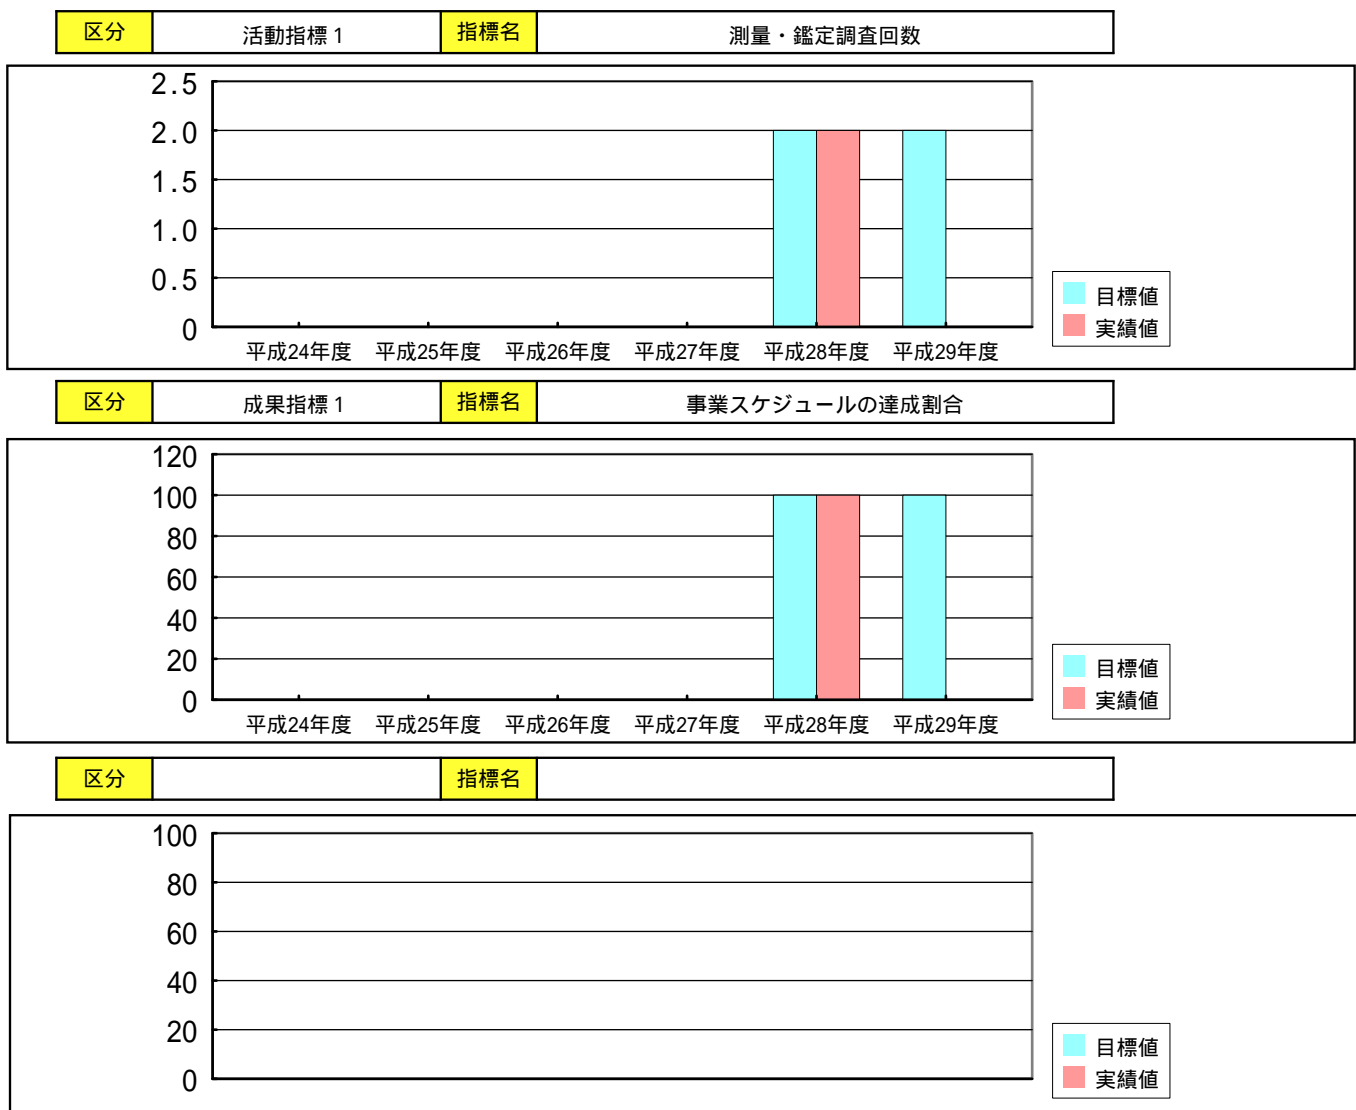 区分 活動指標1 指標名 測量・鑑定調査回数
2.5
2.0
1.5
1.0
0.5
0
平成24年度 平成25年度 平成26年度 平成27年度 平成28年度 平成29年度
目標値
実績値
区分 成果指標1 指標名 事業スケジュールの達成割合
120
100
80
60
40
20
0
平成24年度 平成25年度 平成26年度 平成27年度 平成28年度 平成29年度
目標値
実績値
区分 指標名
100
80
60
40
20
0
目標値
実績値